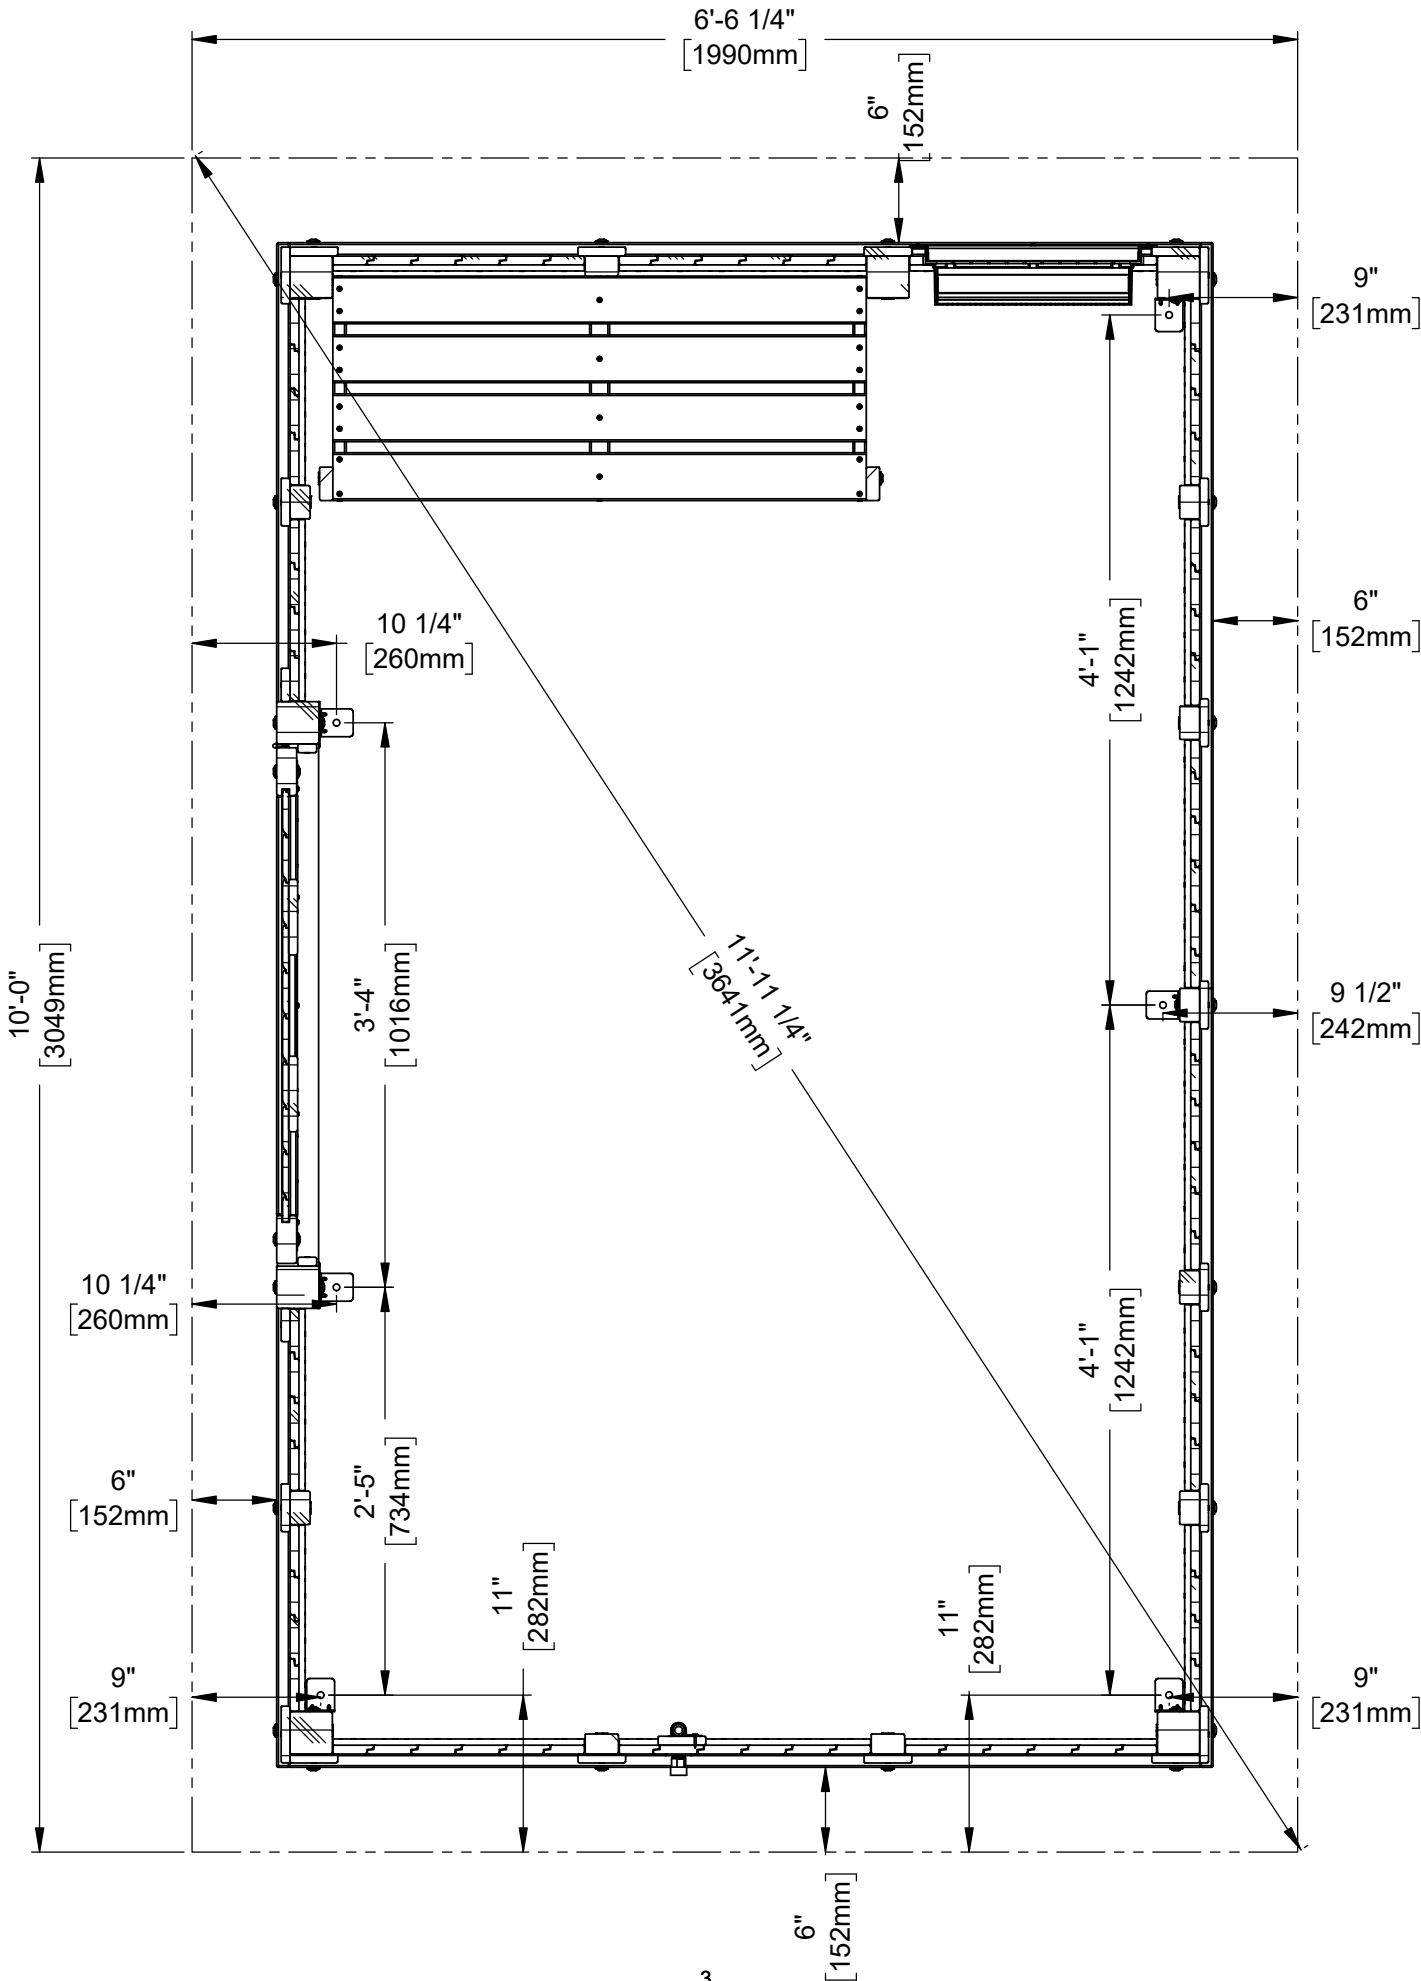 6'-6 1/4"
[1990mm]
6"
[152mm]
9"
[231mm]
10 1/4"
[260mm]
4'-1"
[1242mm]
6"
[152mm]
10'-0"
[3049mm]
3'-4"
[1016mm]
11'-11 1/4"
[3641mm]
9 1/2"
[242mm]
10 1/4"
[260mm]
4'-1"
[1242mm]
6"
[152mm]
2'-5"
[734mm]
11"
[282mm]
11"
[282mm]
9"
[231mm]
9"
[231mm]
6"
[152mm]
3